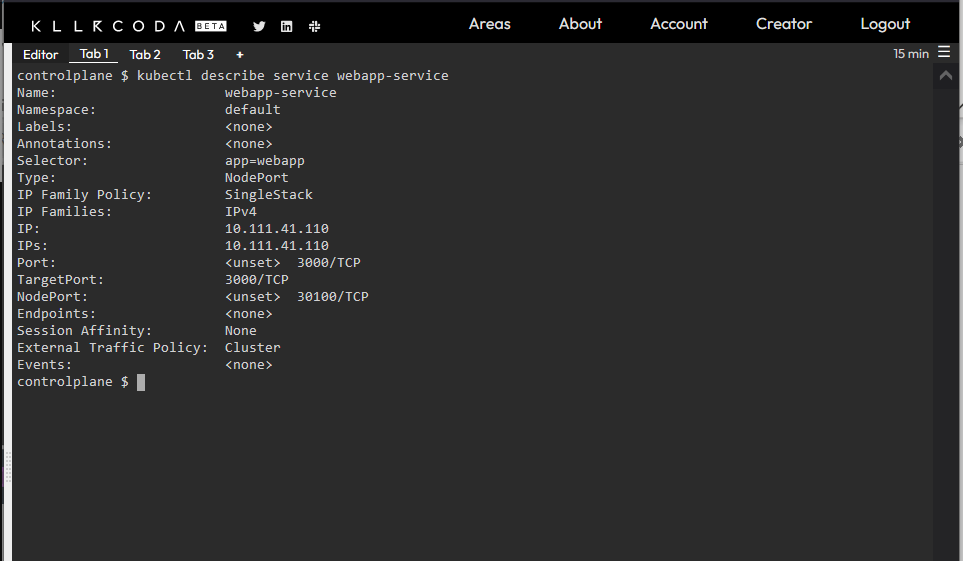 KILLERCODA BETA Areas About Account Creator Logout
Editor Tab 1 Tab 2 Tab 3 + 15 min
controlplane $ kubectl describe service webapp-service
Name: webapp-service
Namespace: default
Labels: <none>
Annotations: <none>
Selector: app=webapp
Type: NodePort
IP Family Policy: SingleStack
IP Families: IPv4
IP: 10.111.41.110
IPs: 10.111.41.110
Port: <unset> 3000/TCP
TargetPort: 3000/TCP
NodePort: <unset> 30100/TCP
Endpoints: <none>
Session Affinity: None
External Traffic Policy: Cluster
Events: <none>
controlplane $